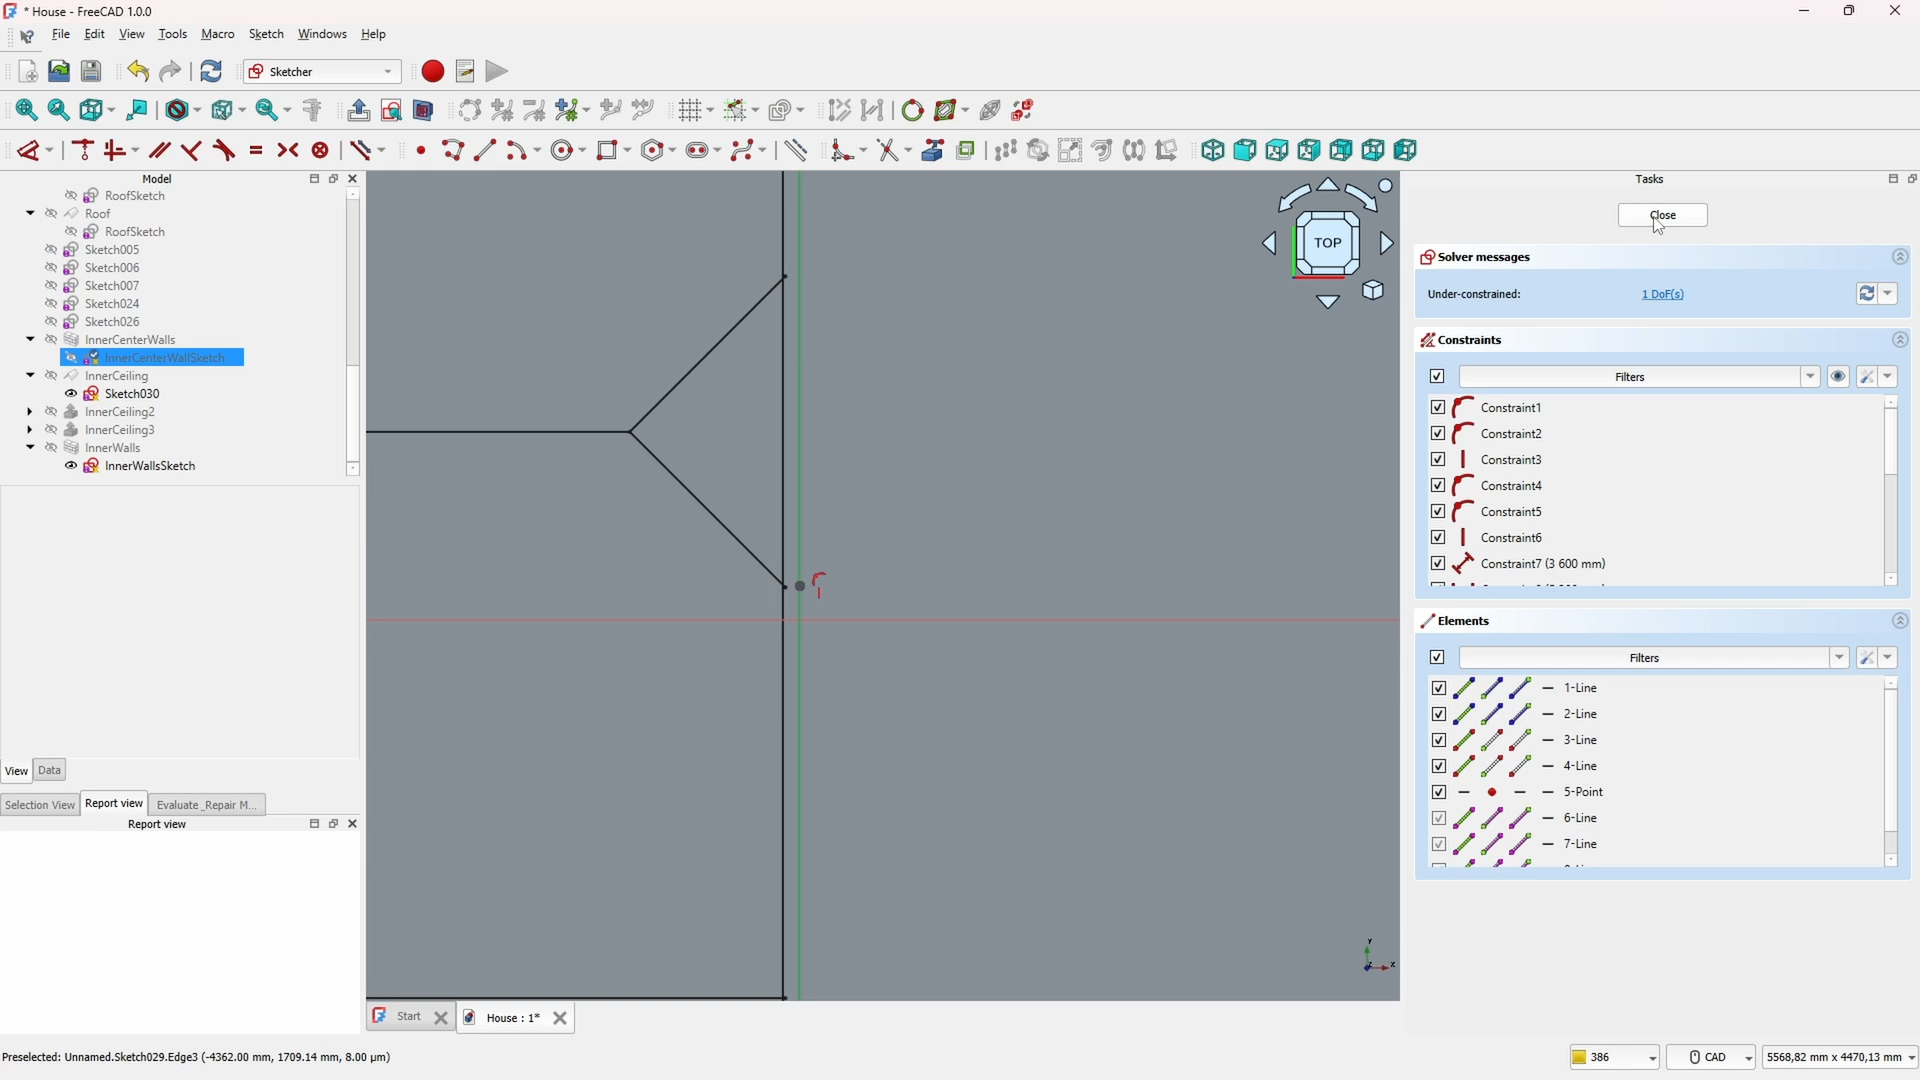 * House - FreeCAD 1.0.0
File Edit View Tools Macro Sketch Windows Help
Sketcher
Model
RoofSketch
Roof
RoofSketch
Sketch005
Sketch006
Sketch007
Sketch024
Sketch026
InnerCenterWalls
InnerCenterWallSketch
InnerCeiling
Sketch030
InnerCeiling2
InnerCeiling3
InnerWalls
InnerWallsSketch
View Data
Selection View Report view Evaluate _Repair M...
Report view
TOP
Y
X
Start House : 1*
Tasks
Close
Solver messages
Under-constrained: 1 DoF(s)
Constraints
Filters
Constraint1
Constraint2
Constraint3
Constraint4
Constraint5
Constraint6
Constraint7 (3 600 mm)
Elements
Filters
1-Line
2-Line
3-Line
4-Line
5-Point
6-Line
7-Line
Preselected: Unnamed.Sketch029.Edge3 (-4362.00 mm, 1709.14 mm, 8.00 µm)
386 CAD 5568,82 mm x 4470,13 mm